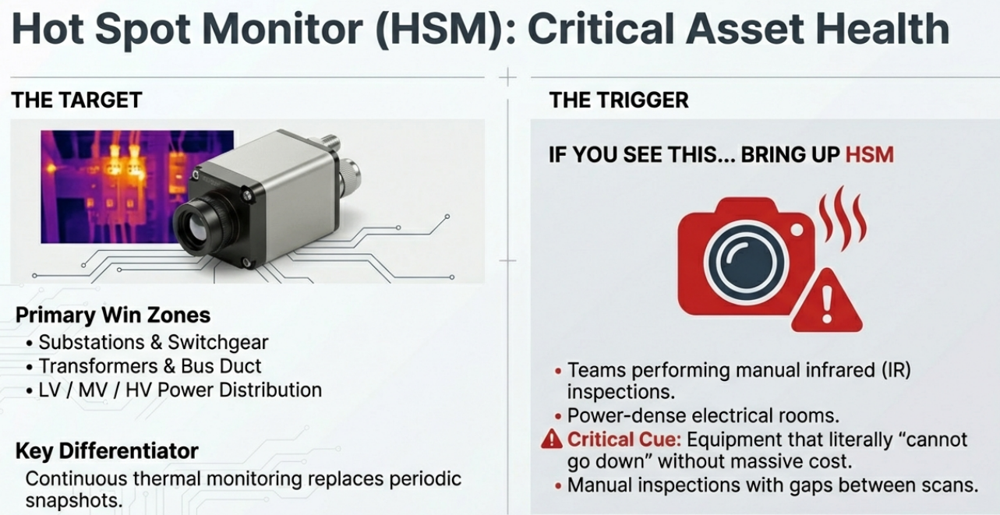 Hot Spot Monitor (HSM): Critical Asset Health
THE TARGET
Primary Win Zones
• Substations & Switchgear
• Transformers & Bus Duct
• LV / MV / HV Power Distribution
Key Differentiator
Continuous thermal monitoring replaces periodic
snapshots.
THE TRIGGER
IF YOU SEE THIS... BRING UP HSM
• Teams performing manual infrared (IR)
inspections.
• Power-dense electrical rooms.
Critical Cue: Equipment that literally “cannot
go down” without massive cost.
• Manual inspections with gaps between scans.